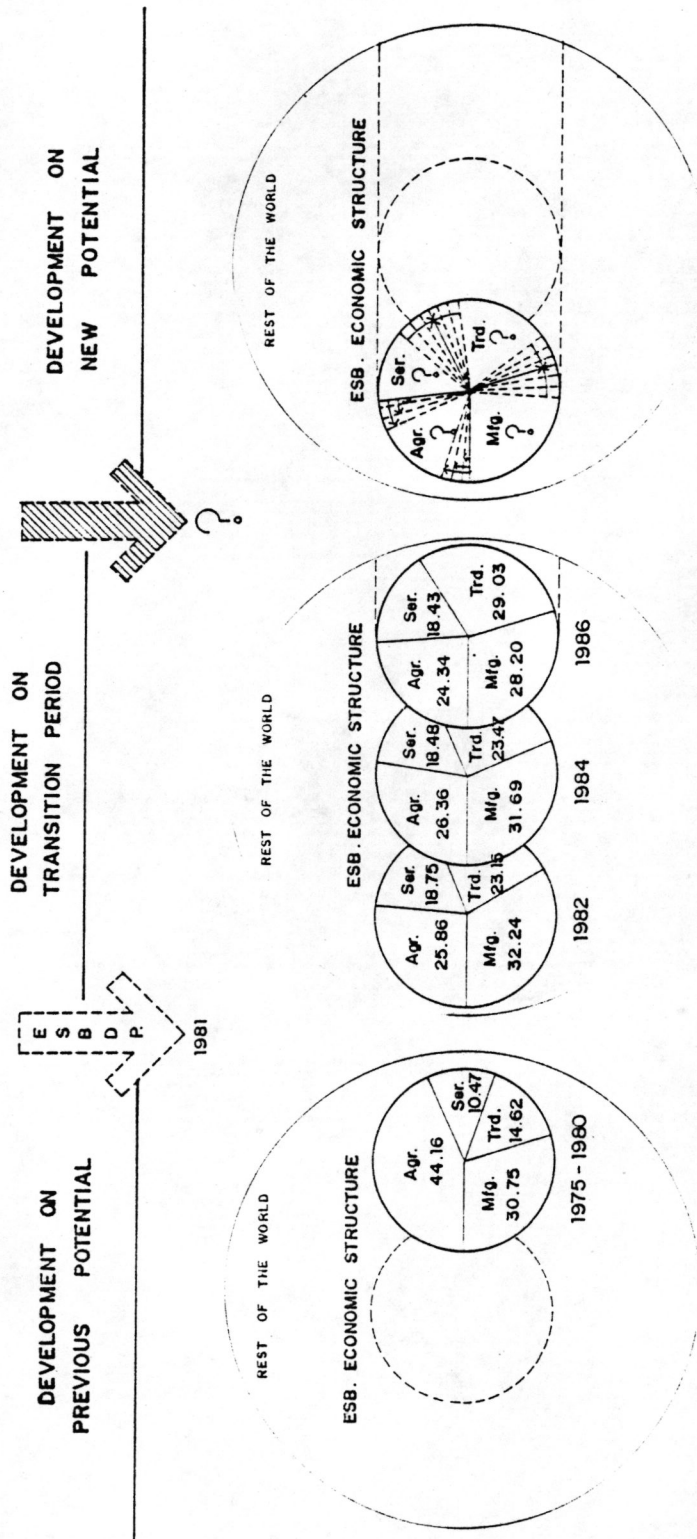 DEVELOPMENT ON
PREVIOUS POTENTIAL
E
S
B
D
P.
1981
DEVELOPMENT ON
TRANSITION PERIOD
?
DEVELOPMENT ON
NEW POTENTIAL
REST OF THE WORLD
ESB. ECONOMIC STRUCTURE
Agr.
44.16
Ser.
10.47
Trd.
14.62
Mfg.
30.75
1975-1980
REST OF THE WORLD
ESB. ECONOMIC STRUCTURE
Agr.
25.86
Ser.
18.75
Trd.
23.15
Mfg.
32.24
1982
Agr.
26.36
Ser.
18.48
Trd.
23.47
Mfg.
31.69
1984
Agr.
24.34
Ser.
18.43
Trd.
29.03
Mfg.
28.20
1986
REST OF THE WORLD
ESB. ECONOMIC STRUCTURE
Agr.
?
Ser.
?
Trd.
?
Mfg.
?